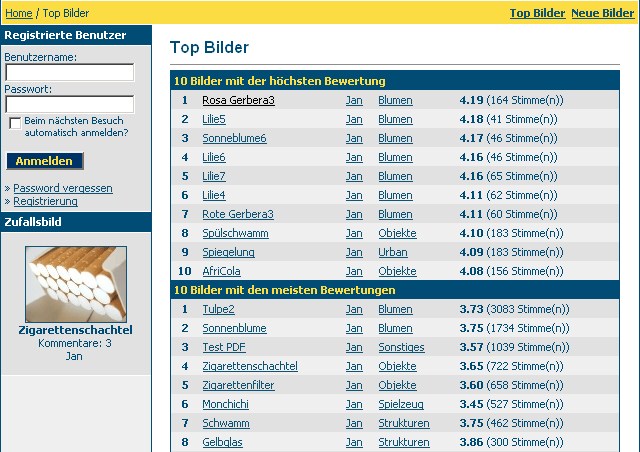 Home / Top Bilder
Top Bilder Neue Bilder
Registrierte Benutzer
Benutzername:
Passwort:
Beim nächsten Besuch
automatisch anmelden?
Anmelden
» Password vergessen
» Registrierung
Zufallsbild
Zigarettenschachtel
Kommentare: 3
Jan
Top Bilder
10 Bilder mit der höchsten Bewertung
1 Rosa Gerbera3 Jan Blumen 4.19 (164 Stimme(n))
2 Lilie5 Jan Blumen 4.18 (41 Stimme(n))
3 Sonneblume6 Jan Blumen 4.17 (46 Stimme(n))
4 Lilie6 Jan Blumen 4.16 (46 Stimme(n))
5 Lilie7 Jan Blumen 4.16 (65 Stimme(n))
6 Lilie4 Jan Blumen 4.11 (62 Stimme(n))
7 Rote Gerbera3 Jan Blumen 4.11 (60 Stimme(n))
8 Spülschwamm Jan Objekte 4.10 (183 Stimme(n))
9 Spiegelung Jan Urban 4.09 (183 Stimme(n))
10 AfriCola Jan Objekte 4.08 (156 Stimme(n))
10 Bilder mit den meisten Bewertungen
1 Tulpe2 Jan Blumen 3.73 (3083 Stimme(n))
2 Sonnenblume Jan Blumen 3.75 (1734 Stimme(n))
3 Test PDF Jan Sonstiges 3.57 (1039 Stimme(n))
4 Zigarettenschachtel Jan Objekte 3.65 (722 Stimme(n))
5 Zigarettenfilter Jan Objekte 3.60 (658 Stimme(n))
6 Monchichi Jan Spielzeug 3.45 (527 Stimme(n))
7 Schwamm Jan Strukturen 3.75 (462 Stimme(n))
8 Gelbglas Jan Strukturen 3.86 (300 Stimme(n))